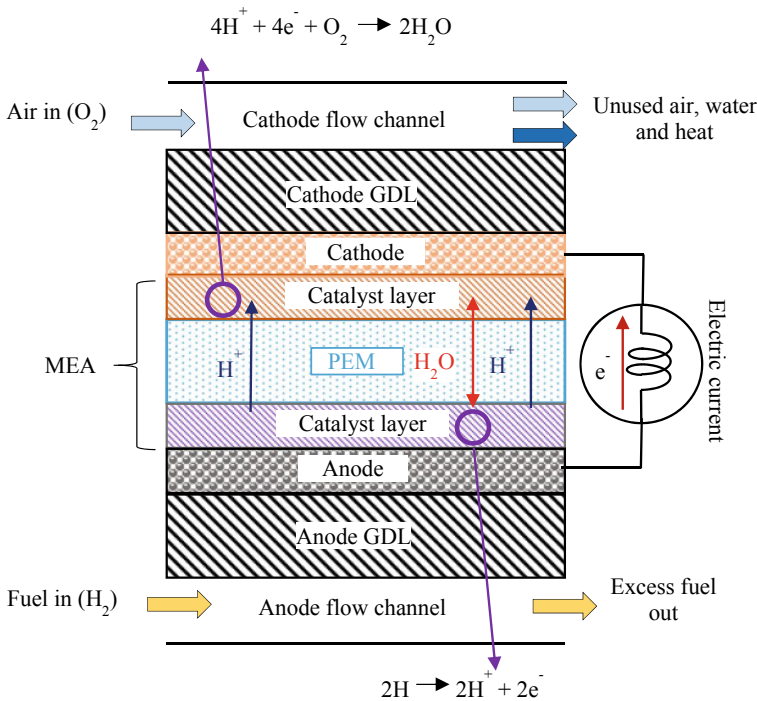 4H⁺ + 4e⁻ + O₂ → 2H₂O
Air in (O₂)
Cathode flow channel
Unused air, water
and heat
Cathode GDL
Cathode
Catalyst layer
MEA
H⁺
PEM
H₂O
H⁺
e⁻
Electric current
Catalyst layer
Anode
Anode GDL
Fuel in (H₂)
Anode flow channel
Excess fuel
out
2H → 2H⁺ + 2e⁻